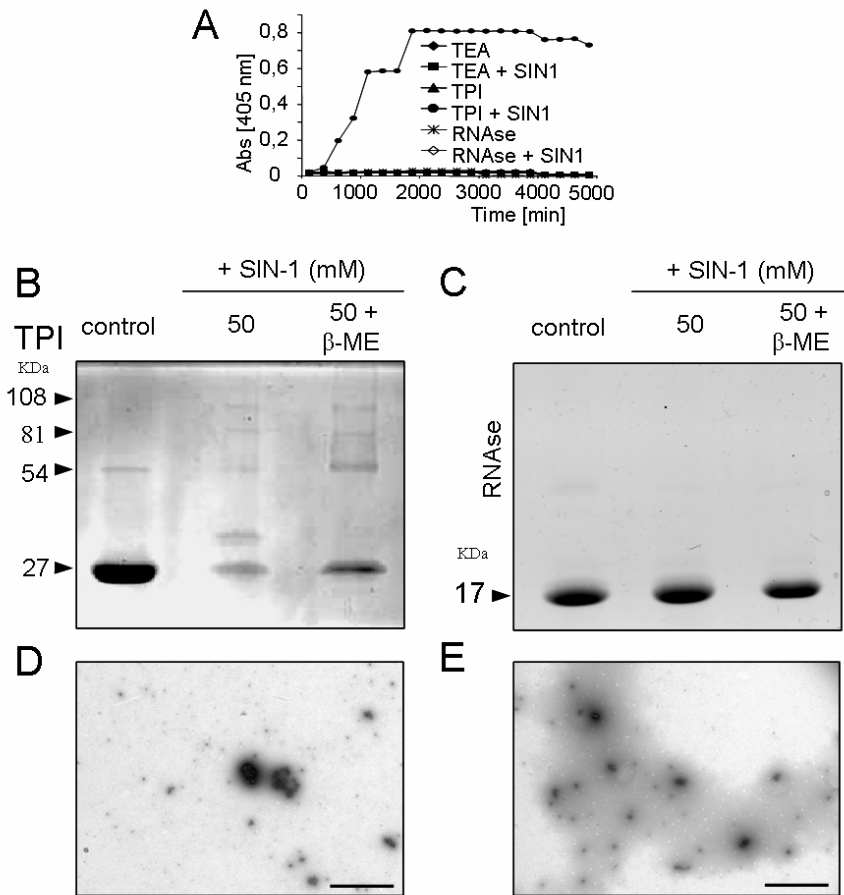 A
Abs [405 nm]
0,8
0,6
0,4
0,2
0
TEA
TEA + SIN1
TPI
TPI + SIN1
RNAse
RNAse + SIN1
0 1000 2000 3000 4000 5000
Time [min]
B
+ SIN-1 (mM)
TPI
control 50 50 + β-ME
KDa
108
81
54
27
C
+ SIN-1 (mM)
control 50 50 + β-ME
RNAse
KDa
17
D
E